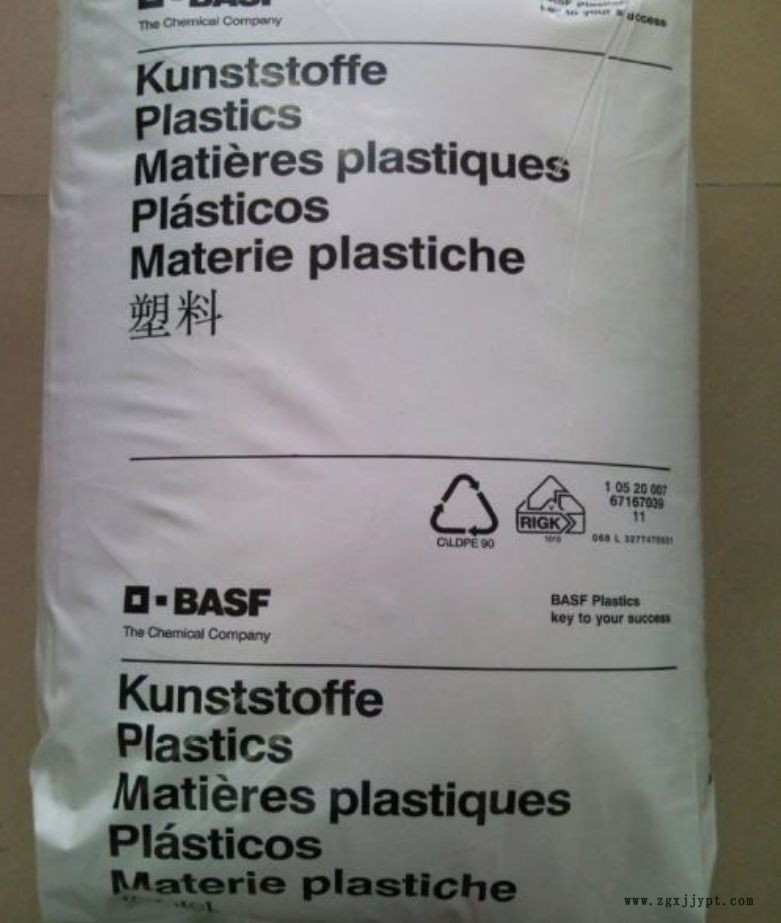 BASF
The Chemical Company
Kunststoffe
Plastics
Matières plastiques
Plásticos
Materie plastiche
塑料
C\LDPE 90
RIGK
1 05 20 007
67167039
11
BASF
The Chemical Company
BASF Plastics
key to your success
Kunststoffe
Plastics
Matières plastiques
Plásticos
Materie plastiche
www.zgxjjypt.com